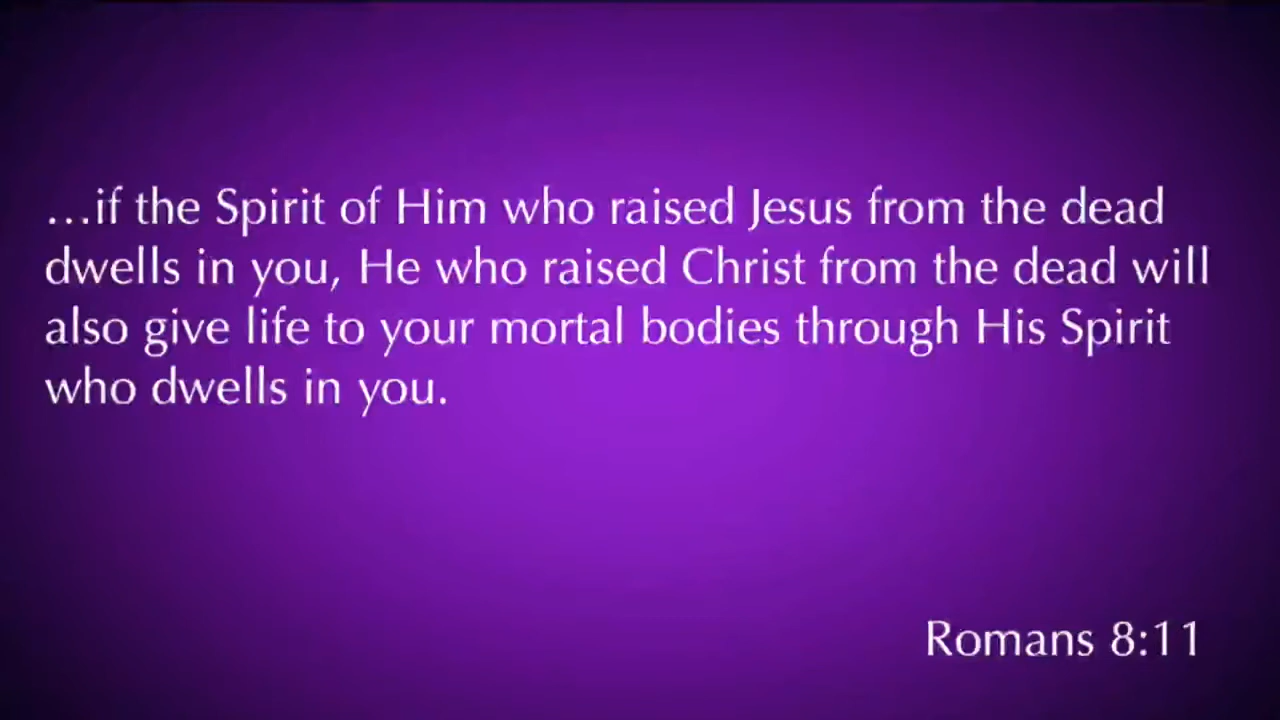 …if the Spirit of Him who raised Jesus from the dead
dwells in you, He who raised Christ from the dead will
also give life to your mortal bodies through His Spirit
who dwells in you.
Romans 8:11